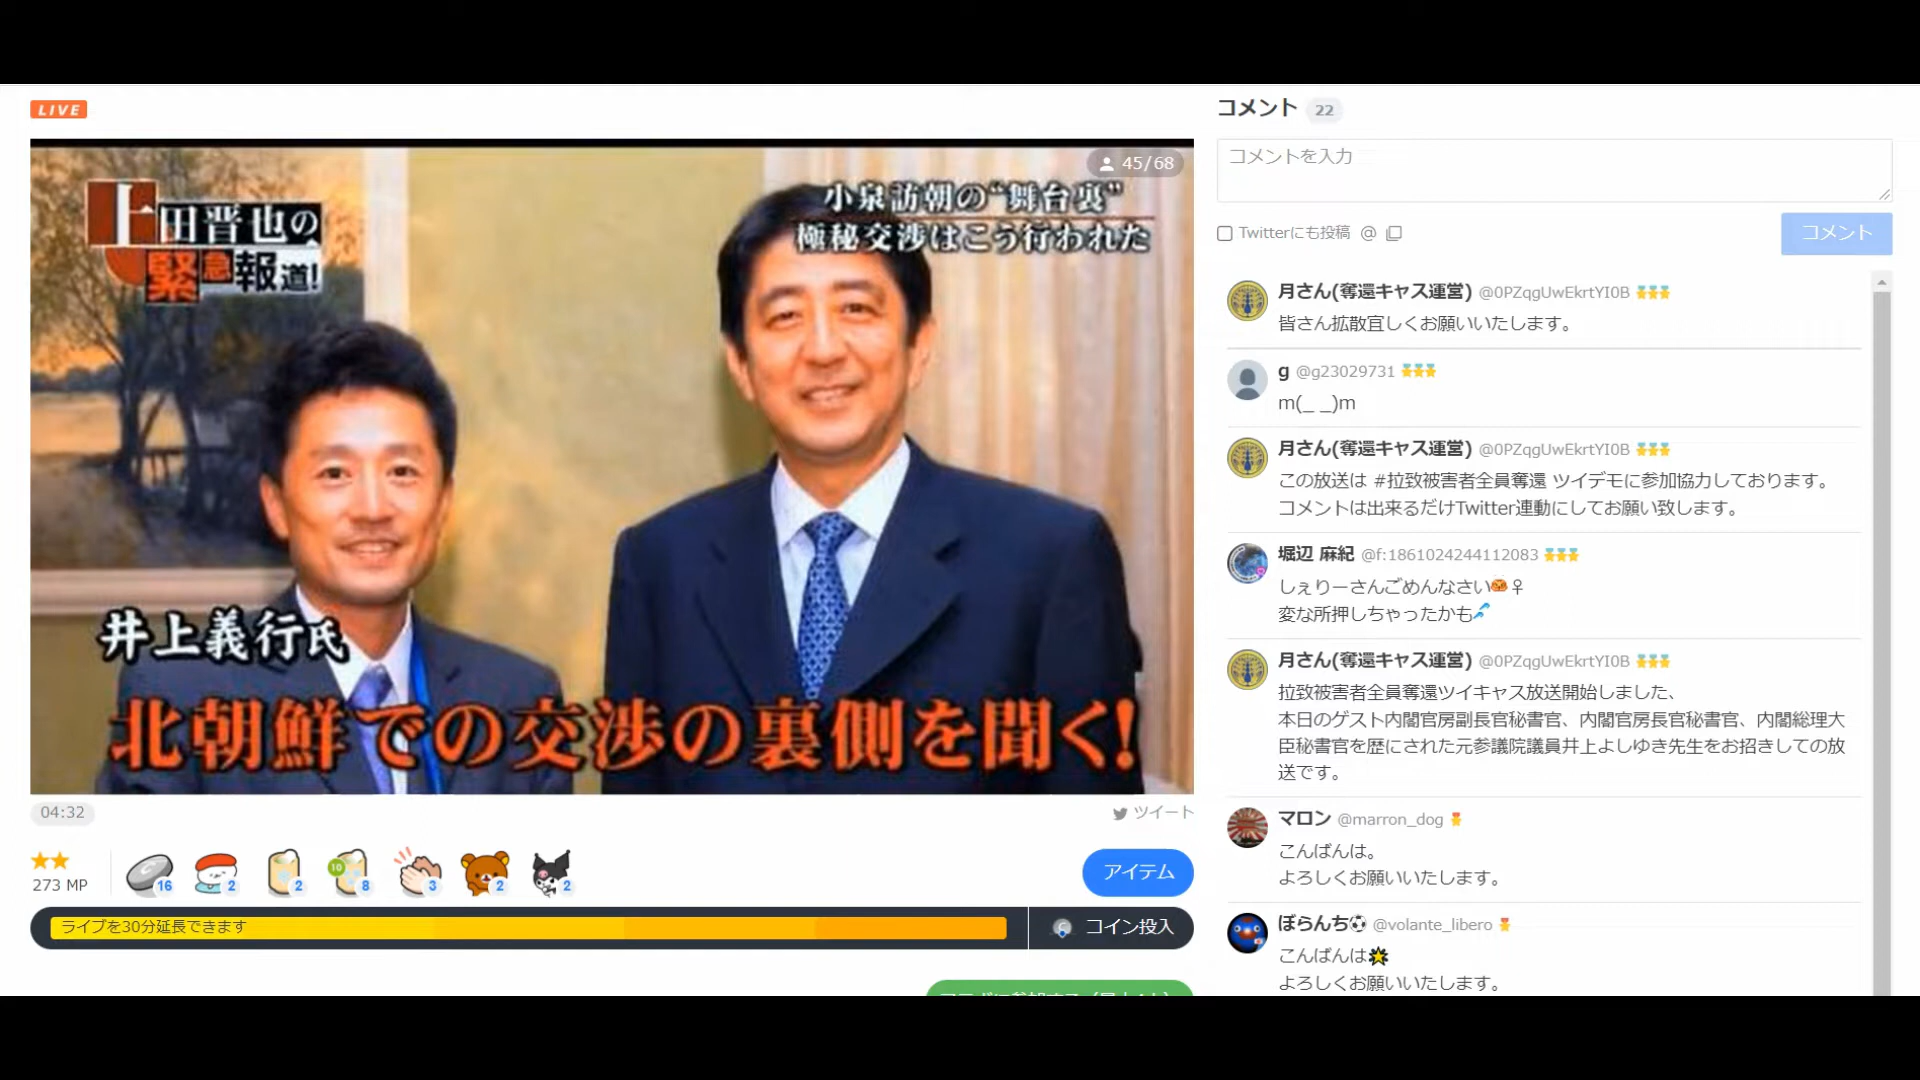 LIVE
45/68
上田晋也の
緊急報道!
小泉訪朝の“舞台裏”
極秘交渉はこう行われた
井上義行氏
北朝鮮での交渉の裏側を聞く!
04:32
ツイート
273 MP
16
2
2
10
8
3
2
2
アイテム
ライブを30分延長できます
コイン投入
コメント 22
コメントを入力
Twitterにも投稿 @
コメント
月さん(奪還キャス運営) @0PZqgUwEkrtYI0B
皆さん拡散宜しくお願いいたします。
g @g23029731
m(_ _)m
月さん(奪還キャス運営) @0PZqgUwEkrtYI0B
この放送は #拉致被害者全員奪還 ツイデモに参加協力しております。
コメントは出来るだけTwitter連動にしてお願い致します。
堀辺 麻紀 @f:1861024244112083
しぇりーさんごめんなさい♀
変な所押しちゃったかも
月さん(奪還キャス運営) @0PZqgUwEkrtYI0B
拉致被害者全員奪還ツイキャス放送開始しました、
本日のゲスト内閣官房副長官秘書官、内閣官房長官秘書官、内閣総理大
臣秘書官を歴にされた元参議院議員井上よしゆき先生をお招きしての放
送です。
マロン @marron_dog
こんばんは。
よろしくお願いいたします。
ぼらんち⚽ @volante_libero
こんばんは
よろしくお願いいたします。